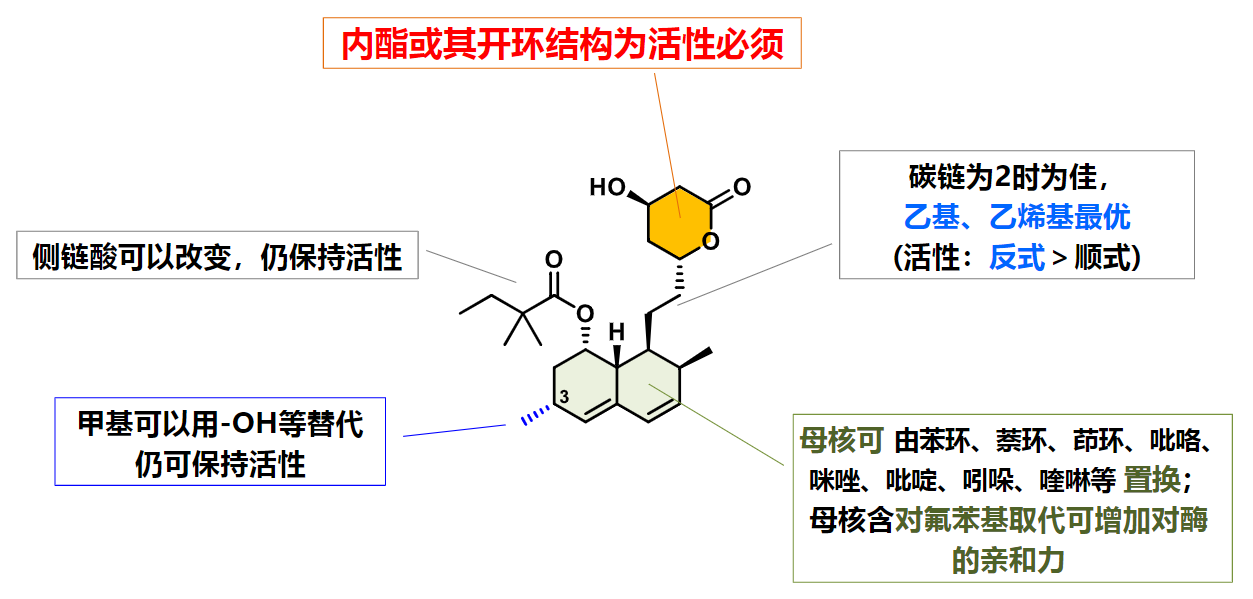 内酯或其开环结构为活性必须
碳链为2时为佳，
乙基、乙烯基最优
(活性：反式＞顺式)
侧链酸可以改变，仍保持活性
HO
O
O
O
O
H
3
甲基可以用-OH等替代
仍可保持活性
母核可 由苯环、萘环、茚环、吡咯、
咪唑、吡啶、吲哚、喹啉等 置换；
母核含对氟苯基取代可增加对酶
的亲和力